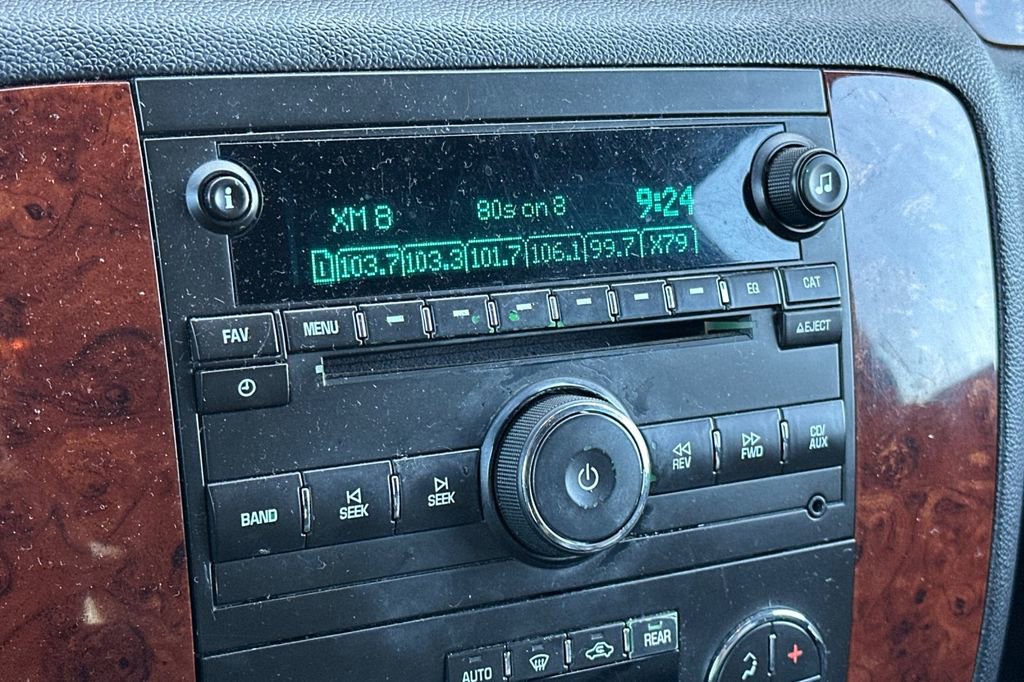 XM 8 80s on 8 9:24
1 103.7 103.3 101.7 106.1 99.7 X79
FAV MENU EQ CAT
EJECT
BAND SEEK SEEK REV FWD CD/
AUX
AUTO REAR